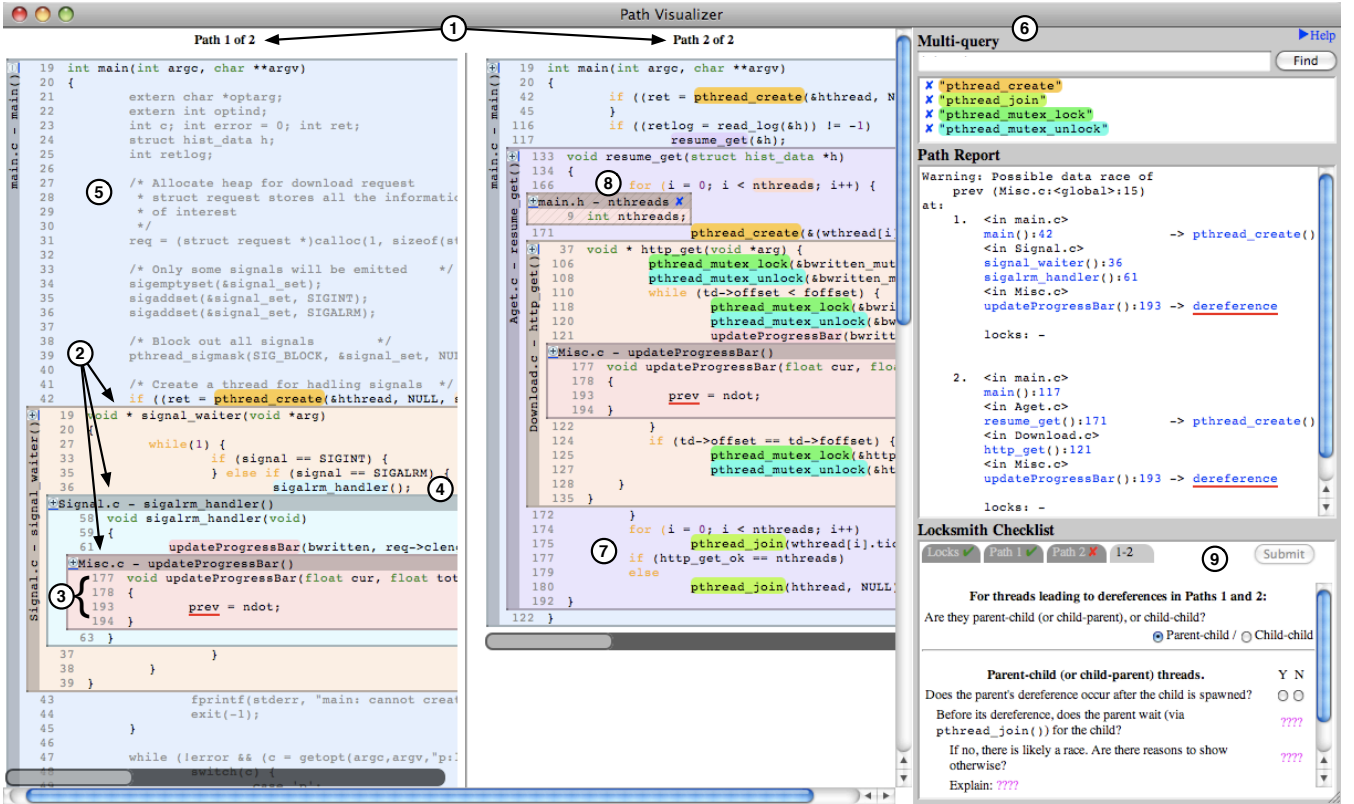 Path Visualizer
1
Path 1 of 2
main.c - main()
19 int main(int argc, char **argv)
20 {
21 extern char *optarg;
22 extern int optind;
23 int c; int error = 0; int ret;
24 struct hist_data h;
25 int retlog;
26
27 /* Allocate heap for download request
28 * struct request stores all the informatio
29 * of interest
30 */
31 req = (struct request *)calloc(1, sizeof(st
32
33 /* Only some signals will be emitted */
34 sigemptyset(&signal_set);
35 sigaddset(&signal_set, SIGINT);
36 sigaddset(&signal_set, SIGALRM);
37
38 /* Block out all signals */
39 pthread_sigmask(SIG_BLOCK, &signal_set, NUL
40
41 /* Create a thread for hadling signals */
42 if ((ret = pthread_create(&hthread, NULL, s
5
2
Signal.c - signal_waiter()
19 void * signal_waiter(void *arg)
20 {
27 while(1) {
33 if (signal == SIGINT) {
35 } else if (signal == SIGALRM) {
36 sigalrm_handler();
4
Signal.c - sigalrm_handler()
58 void sigalrm_handler(void)
59 {
61 updateProgressBar(bwritten, req->clen
Misc.c - updateProgressBar()
3
177 void updateProgressBar(float cur, float tot
178 {
193 prev = ndot;
194 }
63 }
37 }
38 }
39 }
43 fprintf(stderr, "main: cannot creat
44 exit(-1);
45 }
46
47 while (!error && (c = getopt(argc,argv,"p:l
48 switch(c) {
Path 2 of 2
main.c - main()
19 int main(int argc, char **argv)
20 {
42 if ((ret = pthread_create(&hthread, N
45 }
116 if ((retlog = read_log(&h)) != -1)
117 resume_get(&h);
Aget.c - resume_get()
133 void resume_get(struct hist_data *h)
134 {
166 for (i = 0; i < nthreads; i++) {
8
main.h - nthreads ✘
9 int nthreads;
171 pthread_create(&(wthread[i]
Download.c - http_get()
37 void * http_get(void *arg) {
106 pthread_mutex_lock(&bwritten_mut
108 pthread_mutex_unlock(&bwritten_m
110 while (td->offset < foffset) {
118 pthread_mutex_lock(&bwri
120 pthread_mutex_unlock(&bw
121 updateProgressBar(bwritt
Misc.c - updateProgressBar()
177 void updateProgressBar(float cur, floa
178 {
193 prev = ndot;
194 }
122 }
124 if (td->offset == td->foffset) {
125 pthread_mutex_lock(&http
127 pthread_mutex_unlock(&ht
128 }
135 }
172 }
174 for (i = 0; i < nthreads; i++)
175 pthread_join(wthread[i].tid
177 if (http_get_ok == nthreads)
179 else
180 pthread_join(hthread, NULL)
192 }
122 }
7
6
Help
Multi-query
Find
✘ "pthread_create"
✘ "pthread_join"
✘ "pthread_mutex_lock"
✘ "pthread_mutex_unlock"
Path Report
Warning: Possible data race of
prev (Misc.c:<global>:15)
at:
1. <in main.c>
main():42 -> pthread_create()
<in Signal.c>
signal_waiter():36
sigalrm_handler():61
<in Misc.c>
updateProgressBar():193 -> dereference
locks: -
2. <in main.c>
main():117
<in Aget.c>
resume_get():171 -> pthread_create()
<in Download.c>
http_get():121
<in Misc.c>
updateProgressBar():193 -> dereference
locks: -
Locksmith Checklist
Locks ✔ Path 1 ✔ Path 2 ✘ 1-2
9
Submit
For threads leading to dereferences in Paths 1 and 2:
Are they parent-child (or child-parent), or child-child?
Parent-child / Child-child
Parent-child (or child-parent) threads. Y N
Does the parent's dereference occur after the child is spawned?
Before its dereference, does the parent wait (via
pthread_join()) for the child? ????
If no, there is likely a race. Are there reasons to show
otherwise? ????
Explain: ????